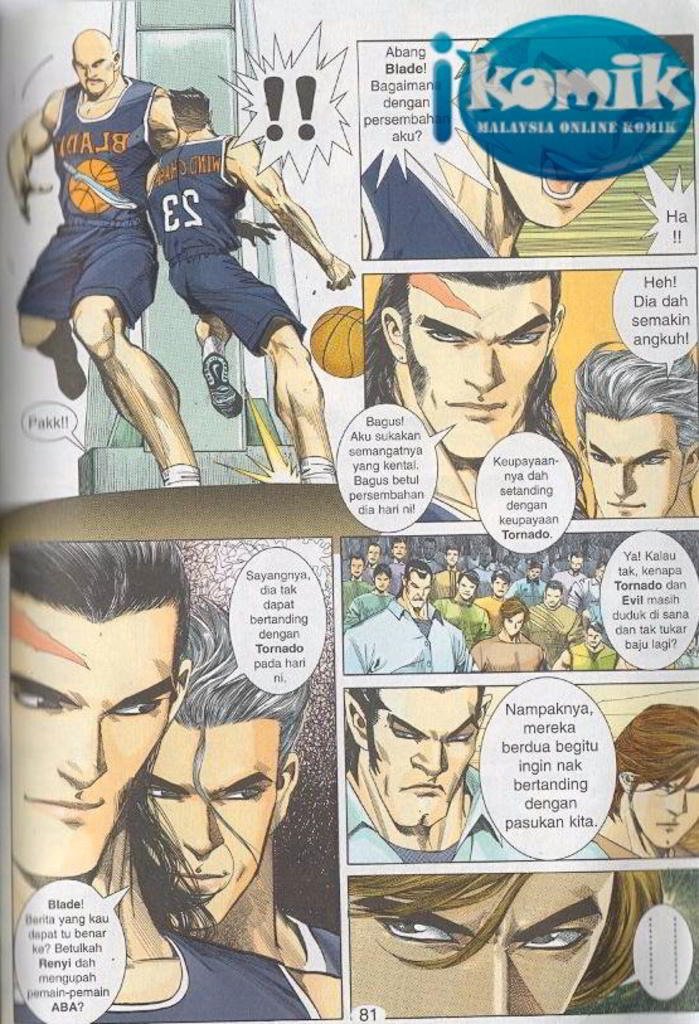 BLADE
WIND CHA
23
!!
Pakk!!
Abang
Blade!
Bagaimana
dengan
persembahan
aku?
ikomik
MALAYSIA ONLINE KOMIK
Ha
!!
Heh!
Dia dah
semakin
angkuh!
Bagus!
Aku sukakan
semangatnya
yang kental.
Bagus betul
persembahan
dia hari ni!
Keupayaan-
nya dah
setanding
dengan
keupayaan
Tornado.
Sayangnya,
dia tak
dapat
bertanding
dengan
Tornado
pada hari
ni.
Blade!
Berita yang kau
dapat tu benar
ke? Betulkah
Renyi dah
mengupah
pemain-pemain
ABA?
Ya! Kalau
tak, kenapa
Tornado dan
Evil masih
duduk di sana
dan tak tukar
baju lagi?
Nampaknya,
mereka
berdua begitu
ingin nak
bertanding
dengan
pasukan kita.
81